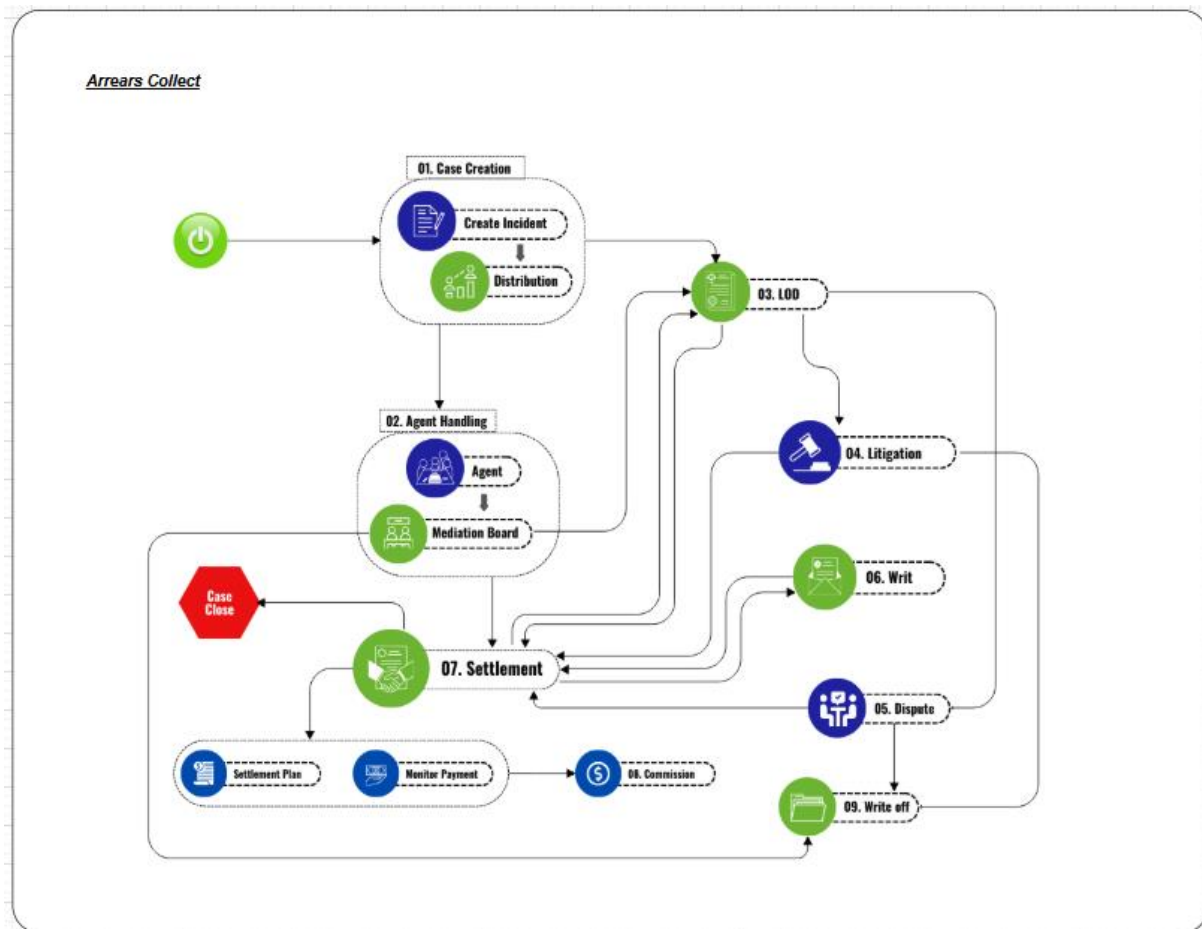 Arrears Collect
01. Case Creation
Create Incident
Distribution
03. LOD
02. Agent Handling
Agent
Mediation Board
04. Litigation
Case
Close
06. Writ
07. Settlement
05. Dispute
Settlement Plan
Monitor Payment
08. Commission
09. Write off